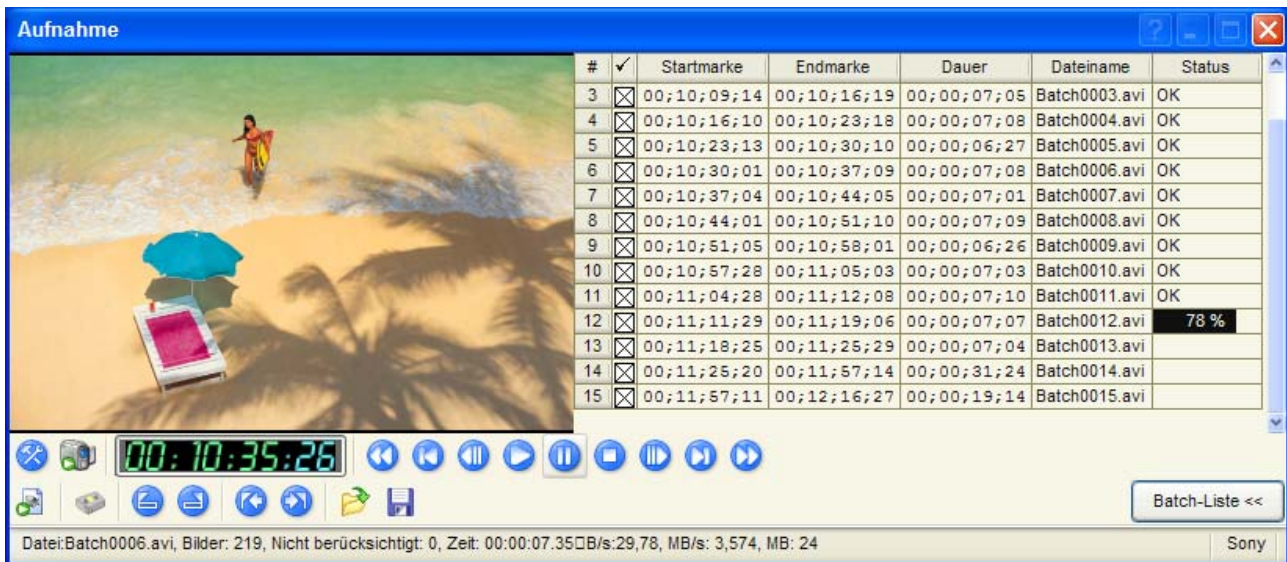 Aufnahme
# ✓ Startmarke Endmarke Dauer Dateiname Status
3 00;10;09;14 00;10;16;19 00;00;07;05 Batch0003.avi OK
4 00;10;16;10 00;10;23;18 00;00;07;08 Batch0004.avi OK
5 00;10;23;13 00;10;30;10 00;00;06;27 Batch0005.avi OK
6 00;10;30;01 00;10;37;09 00;00;07;08 Batch0006.avi OK
7 00;10;37;04 00;10;44;05 00;00;07;01 Batch0007.avi OK
8 00;10;44;01 00;10;51;10 00;00;07;09 Batch0008.avi OK
9 00;10;51;05 00;10;58;01 00;00;06;26 Batch0009.avi OK
10 00;10;57;28 00;11;05;03 00;00;07;03 Batch0010.avi OK
11 00;11;04;28 00;11;12;08 00;00;07;10 Batch0011.avi OK
12 00;11;11;29 00;11;19;06 00;00;07;07 Batch0012.avi 78 %
13 00;11;18;25 00;11;25;29 00;00;07;04 Batch0013.avi
14 00;11;25;20 00;11;57;14 00;00;31;24 Batch0014.avi
15 00;11;57;11 00;12;16;27 00;00;19;14 Batch0015.avi
00:10:35:26
Batch-Liste <<
Datei:Batch0006.avi, Bilder: 219, Nicht berücksichtigt: 0, Zeit: 00:00:07.35□B/s:29,78, MB/s: 3,574, MB: 24 Sony